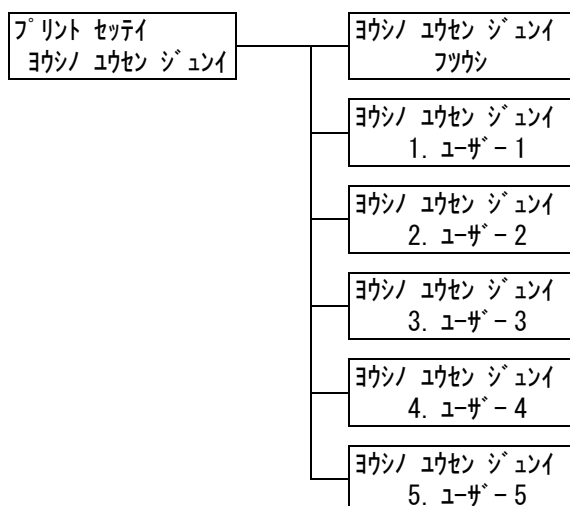 ﾌﾟﾘﾝﾄ ｾｯﾃｲ
ﾖｳｼﾉ ﾕｳｾﾝ ｼﾞｭﾝｲ
ﾖｳｼﾉ ﾕｳｾﾝ ｼﾞｭﾝｲ
ﾌﾂｳｼ
ﾖｳｼﾉ ﾕｳｾﾝ ｼﾞｭﾝｲ
1. ﾕｰｻﾞｰ1
ﾖｳｼﾉ ﾕｳｾﾝ ｼﾞｭﾝｲ
2. ﾕｰｻﾞｰ2
ﾖｳｼﾉ ﾕｳｾﾝ ｼﾞｭﾝｲ
3. ﾕｰｻﾞｰ3
ﾖｳｼﾉ ﾕｳｾﾝ ｼﾞｭﾝｲ
4. ﾕｰｻﾞｰ4
ﾖｳｼﾉ ﾕｳｾﾝ ｼﾞｭﾝｲ
5. ﾕｰｻﾞｰ5